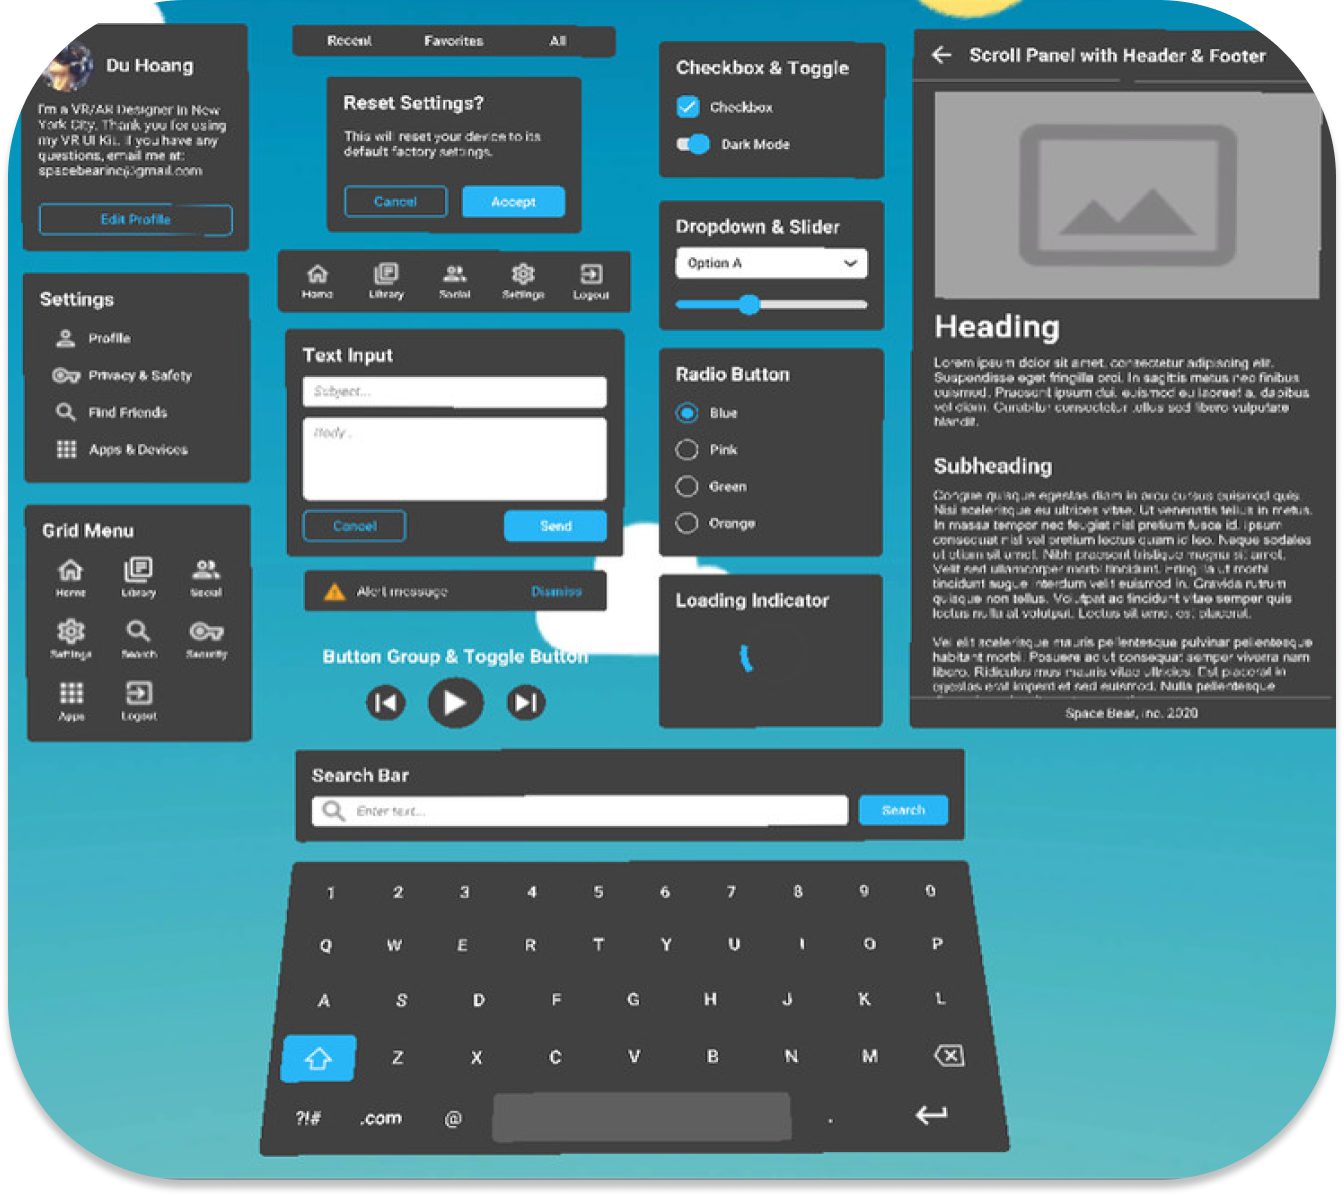 Du Hoang
I'm a VR/AR Designer in New
York City. Thank you for using
my VR UI Kit. If you have any
questions, email me at:
spacebearinc@gmail.com
Edit Profile
Settings
Profile
Privacy & Safety
Find Friends
Apps & Devices
Grid Menu
Home Library Social
Settings Search Security
Apps Logout
Recent Favorites All
Reset Settings?
This will reset your device to its
default factory settings.
Cancel Accept
Home Library Social Settings Logout
Text Input
Subject...
Body...
Cancel Send
Alert message Dismiss
Button Group & Toggle Button
Checkbox & Toggle
Checkbox
Dark Mode
Dropdown & Slider
Option A
Radio Button
Blue
Pink
Green
Orange
Loading Indicator
Scroll Panel with Header & Footer
Heading
Lorem ipsum dolor sit amet, consectetur adipiscing elit.
Suspendisse eget fringilla orci. In sagittis metus nec finibus
euismod. Praesent ipsum dui, euismod eu laoreet a, dapibus
vel diam. Curabitur consectetur tellus sed libero vulputate
blandit.
Subheading
Congue quisque egestas diam in arcu cursus euismod quis.
Nisi scelerisque eu ultrices vitae. Ut venenatis tellus in metus.
In massa tempor nec feugiat nisl pretium fusce id. Ipsum
consequat nisl vel pretium lectus quam id leo. Neque sodales
ut etiam sit amet. Nibh praesent tristique magna sit amet.
Velit sed ullamcorper morbi tincidunt. Fringilla ut morbi
tincidunt augue interdum velit euismod in. Gravida rutrum
quisque non tellus. Volutpat ac tincidunt vitae semper quis
lectus nulla at volutpat. Lectus sit amet est placerat.
Vel elit scelerisque mauris pellentesque pulvinar pellentesque
habitant morbi. Posuere ac ut consequat semper viverra nam
libero. Ridiculus mus mauris vitae ultricies. Est placerat in
egestas erat imperdiet sed euismod. Nulla pellentesque
Space Bear, Inc. 2020
Search Bar
Enter text... Search
1 2 3 4 5 6 7 8 9 0
Q W E R T Y U I O P
A S D F G H J K L
Z X C V B N M
?!# .com @ .